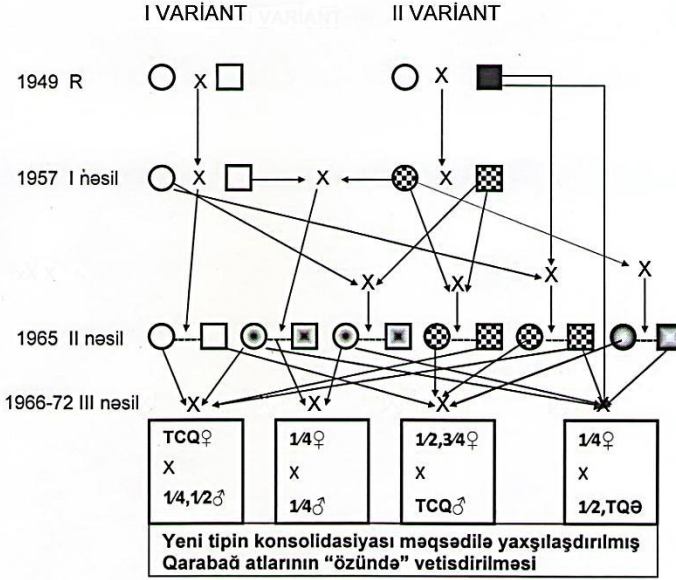 I VARİANT II VARİANT
1949 R X X
1957 I nəsil X X X
X X X X
1965 II nəsil
1966-72 III nəsil X X X X
TCQ♀ 1/4♀ 1/2,3/4♀ 1/4♀
X X X X
1/4,1/2♂ 1/4♂ TCQ♂ 1/2,TQƏ
Yeni tipin konsolidasiyası məqsədilə yaxşılaşdırılmış
Qarabağ atlarının “özündə” vetisdirilməsi